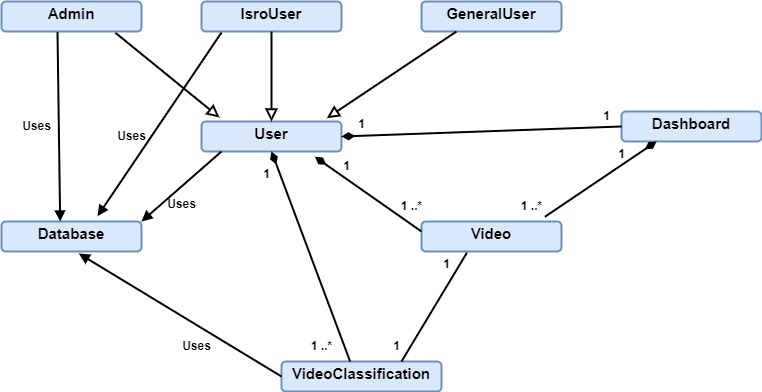 Admin
IsroUser
GeneralUser
Uses
Uses
1
1
User
Dashboard
1
1
1
Uses
1 ..*
1 ..*
Database
Video
1
Uses
1 ..*
1
VideoClassification